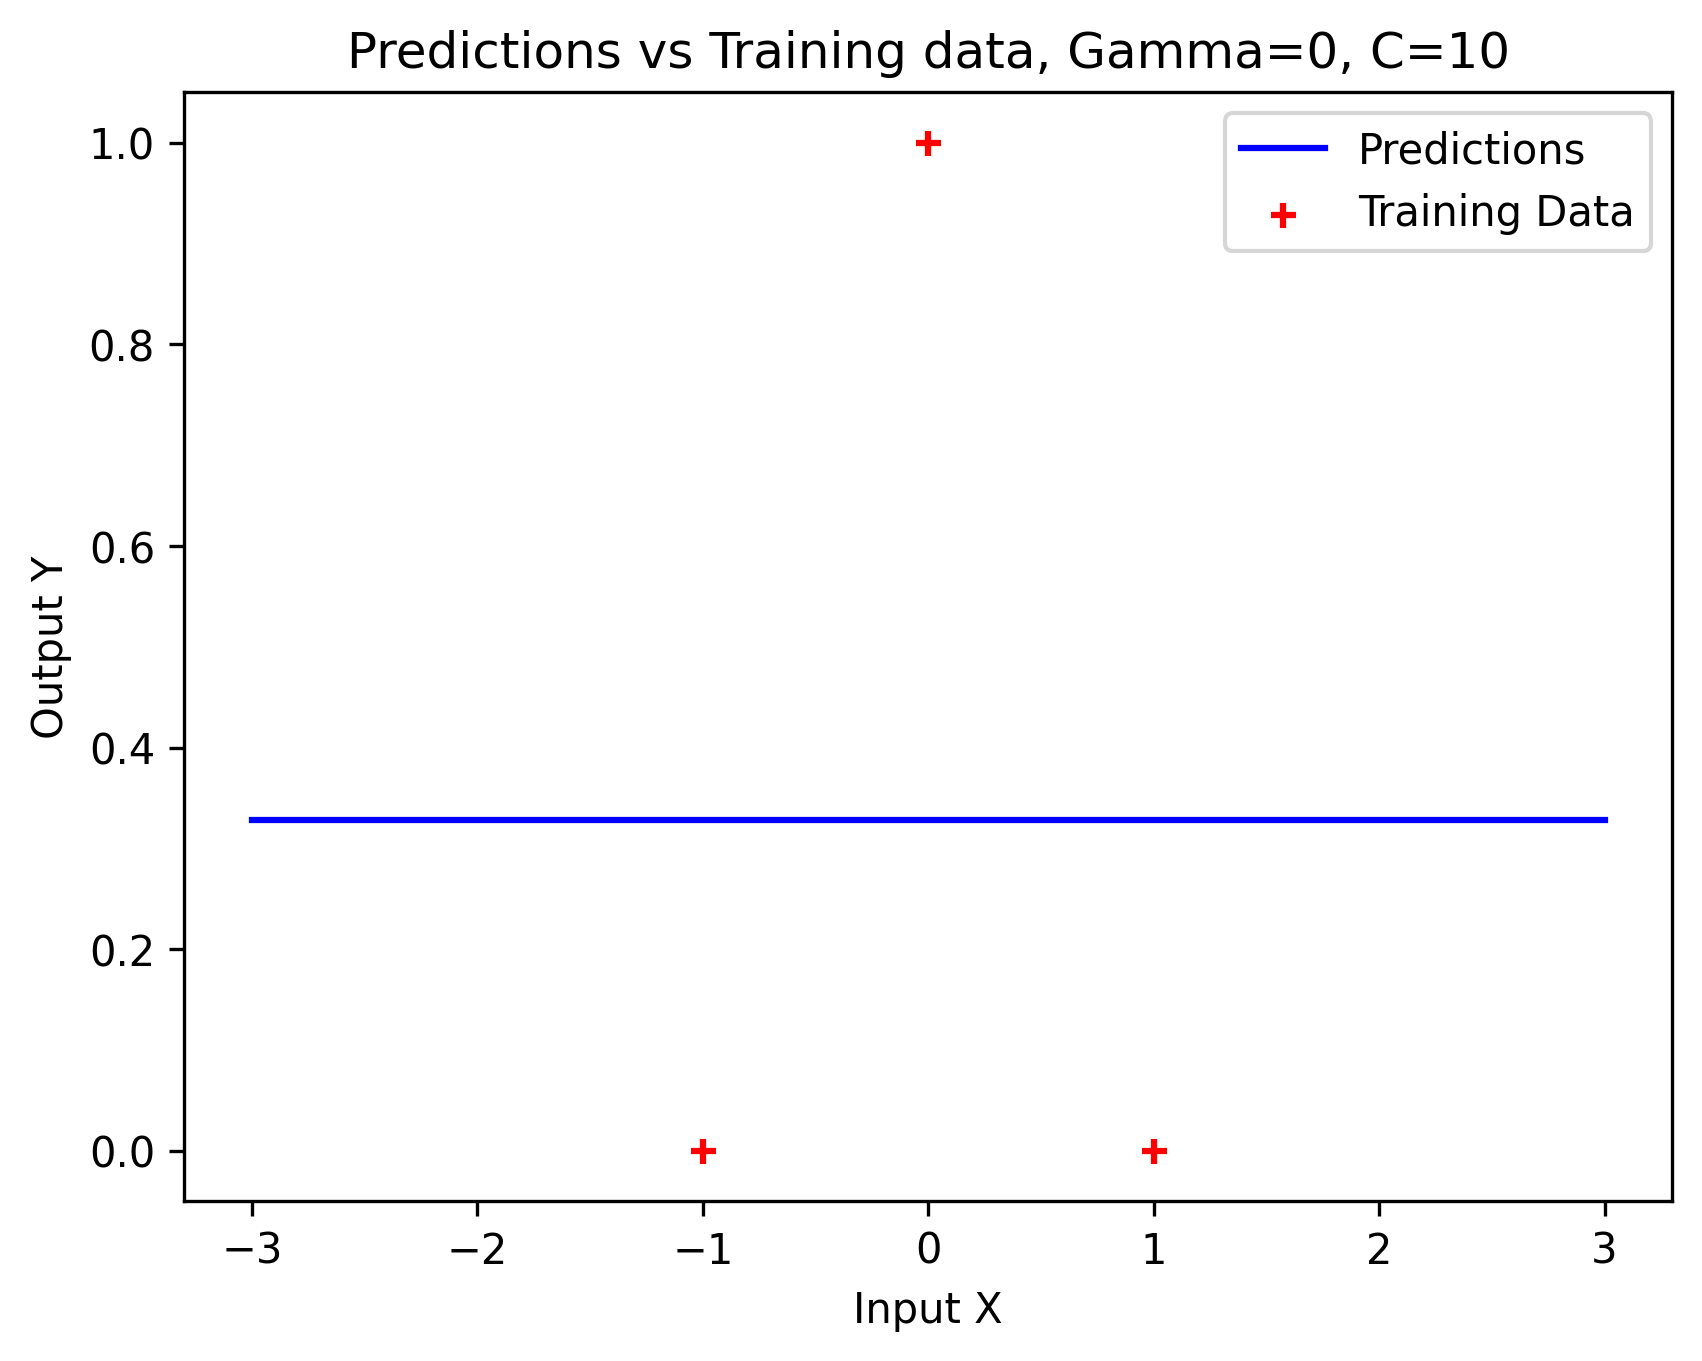 Predictions vs Training data, Gamma=0, C=10
Predictions
Training Data
1.0
0.8
0.6
0.4
0.2
0.0
Output Y
−3 −2 −1 0 1 2 3
Input X